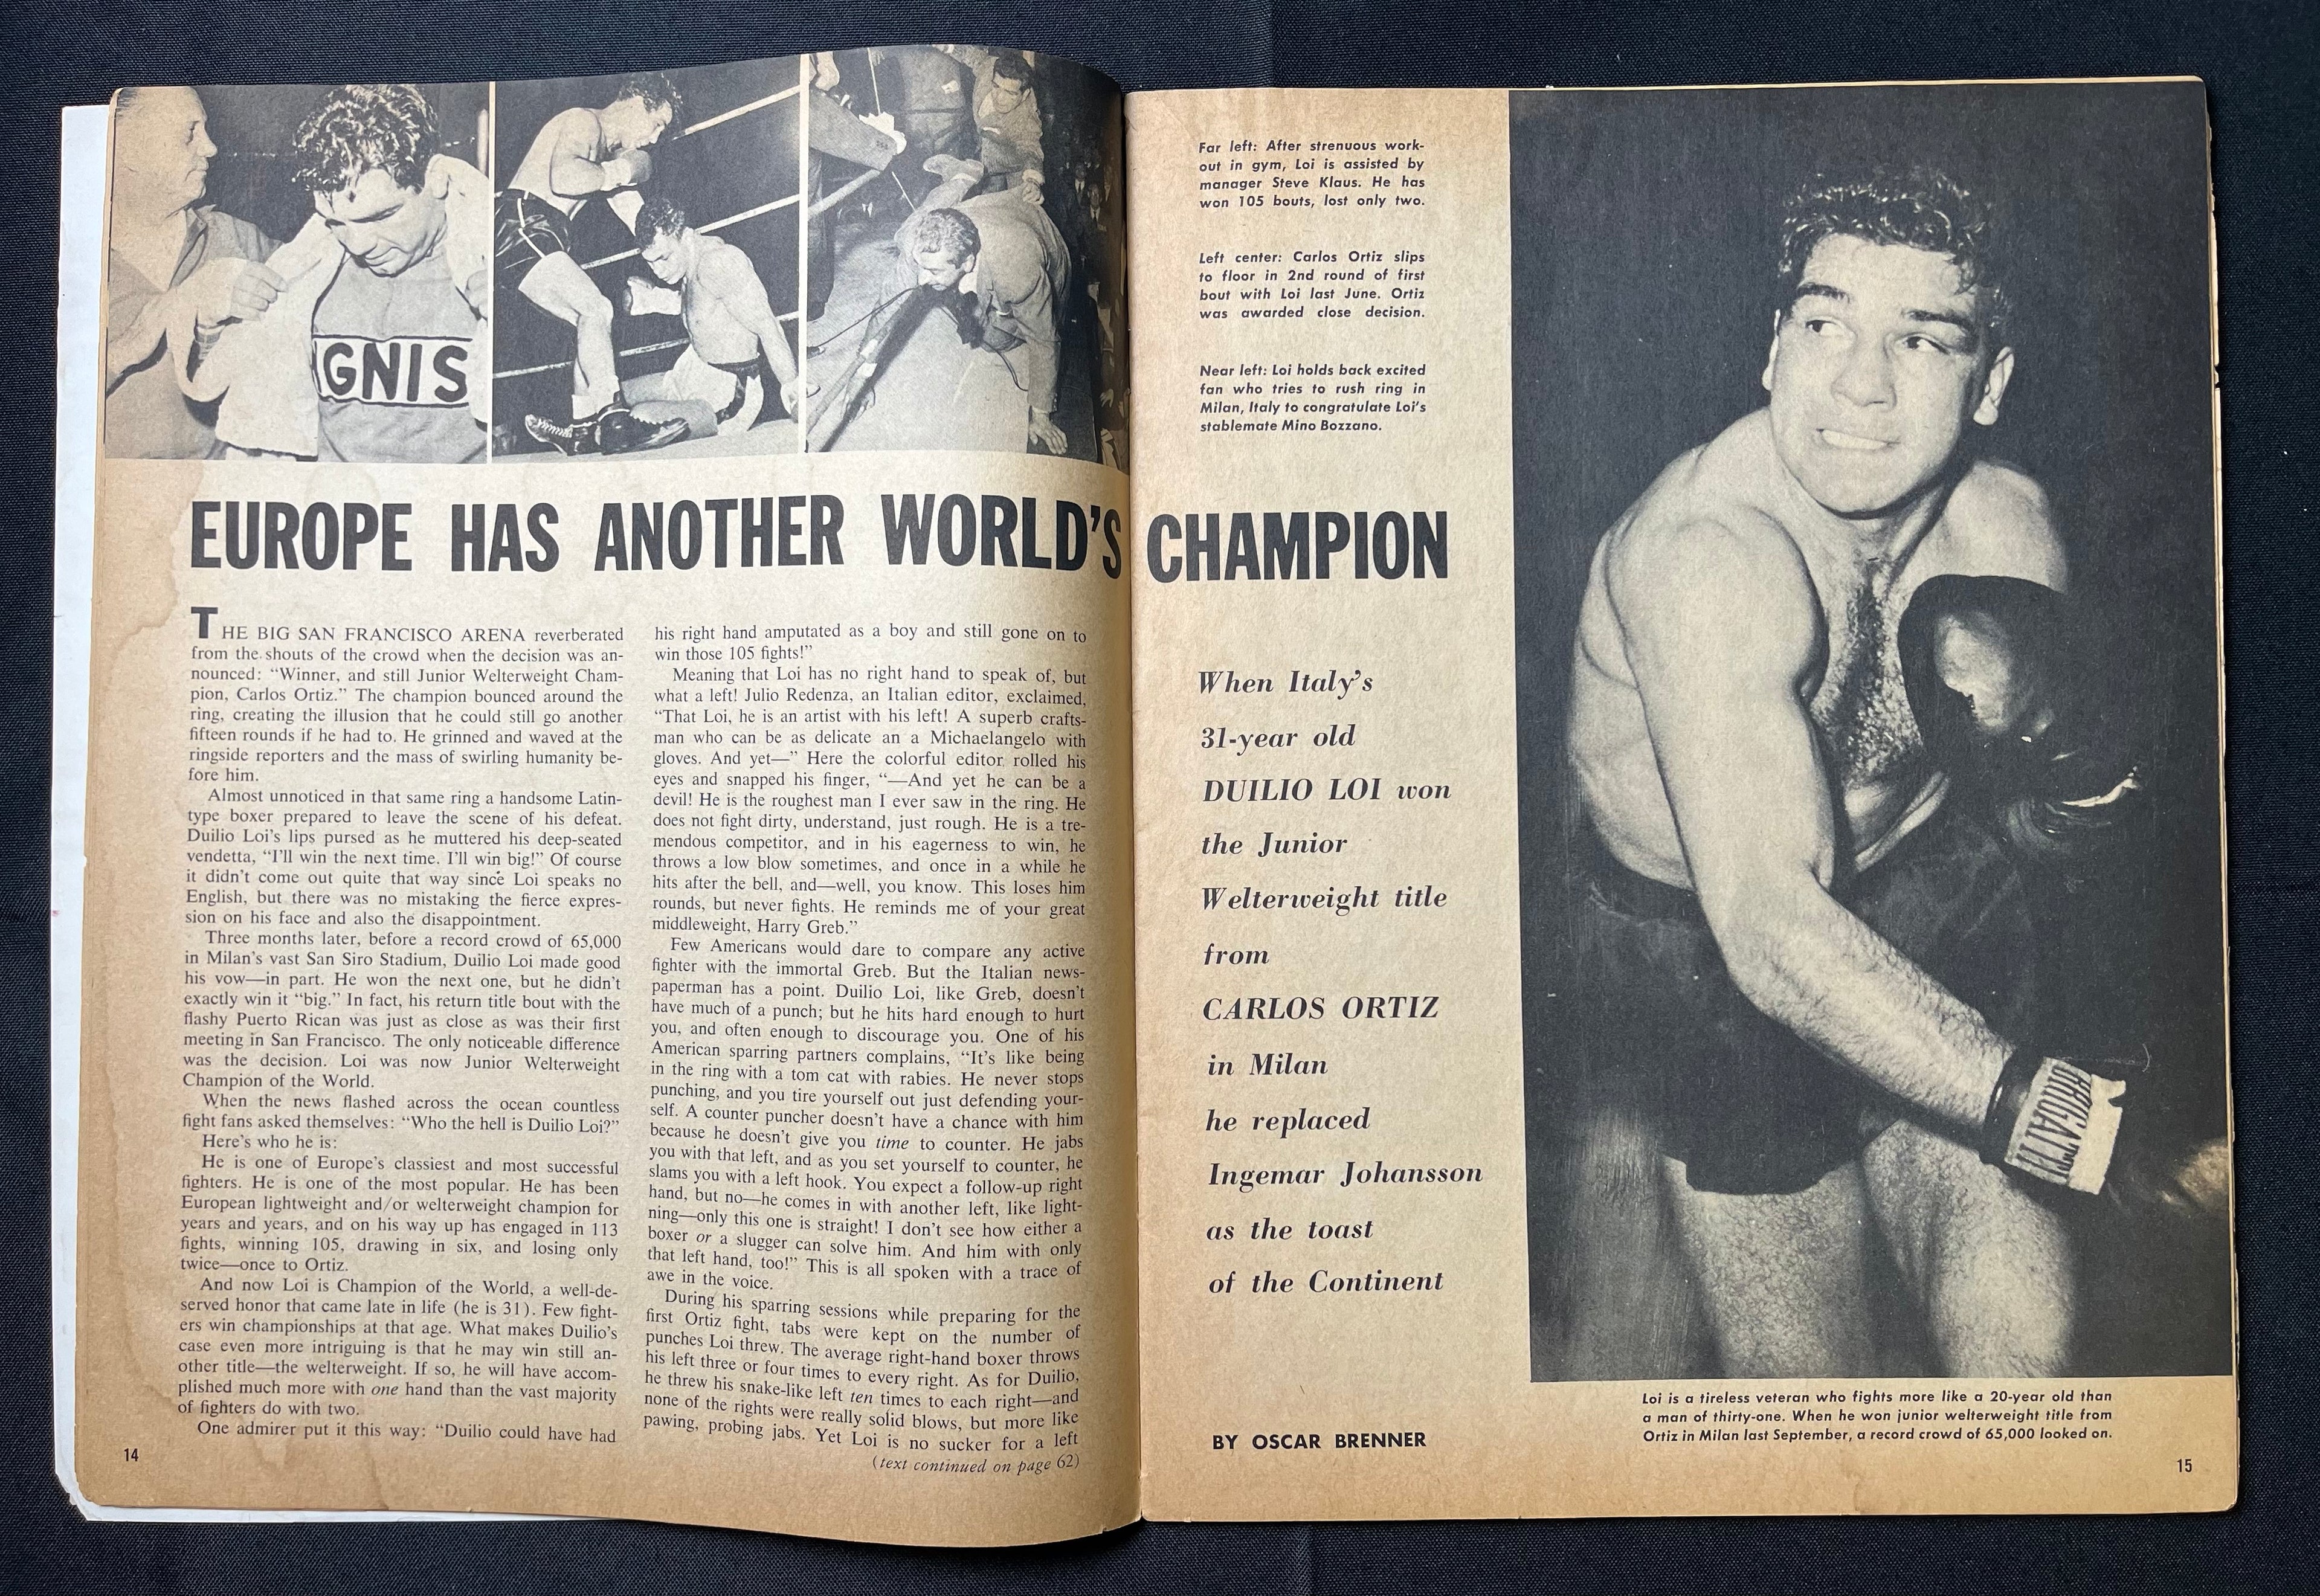 IGNIS
EUROPE HAS ANOTHER WORLD'S CHAMPION
THE BIG SAN FRANCISCO ARENA reverberated
from the shouts of the crowd when the decision was an-
nounced: “Winner, and still Junior Welterweight Cham-
pion, Carlos Ortiz.” The champion bounced around the
ring, creating the illusion that he could still go another
fifteen rounds if he had to. He grinned and waved at the
ringside reporters and the mass of swirling humanity be-
fore him.
Almost unnoticed in that same ring a handsome Latin-
type boxer prepared to leave the scene of his defeat.
Duilio Loi's lips pursed as he muttered his deep-seated
vendetta, “I'll win the next time. I'll win big!” Of course
it didn't come out quite that way since Loi speaks no
English, but there was no mistaking the fierce expres-
sion on his face and also the disappointment.
Three months later, before a record crowd of 65,000
in Milan's vast San Siro Stadium, Duilio Loi made good
his vow—in part. He won the next one, but he didn't
exactly win it “big.” In fact, his return title bout with the
flashy Puerto Rican was just as close as was their first
meeting in San Francisco. The only noticeable difference
was the decision. Loi was now Junior Welterweight
Champion of the World.
When the news flashed across the ocean countless
fight fans asked themselves: “Who the hell is Duilio Loi?”
Here's who he is:
He is one of Europe's classiest and most successful
fighters. He is one of the most popular. He has been
European lightweight and/or welterweight champion for
years and years, and on his way up has engaged in 113
fights, winning 105, drawing in six, and losing only
twice—once to Ortiz.
And now Loi is Champion of the World, a well-de-
served honor that came late in life (he is 31). Few fight-
ers win championships at that age. What makes Duilio's
case even more intriguing is that he may win still an-
other title—the welterweight. If so, he will have accom-
plished much more with one hand than the vast majority
of fighters do with two.
One admirer put it this way: “Duilio could have had
his right hand amputated as a boy and still gone on to
win those 105 fights!”
Meaning that Loi has no right hand to speak of, but
what a left! Julio Redenza, an Italian editor, exclaimed,
“That Loi, he is an artist with his left! A superb crafts-
man who can be as delicate an a Michaelangelo with
gloves. And yet—” Here the colorful editor rolled his
eyes and snapped his finger, “—And yet he can be a
devil! He is the roughest man I ever saw in the ring. He
does not fight dirty, understand, just rough. He is a tre-
mendous competitor, and in his eagerness to win, he
throws a low blow sometimes, and once in a while he
hits after the bell, and—well, you know. This loses him
rounds, but never fights. He reminds me of your great
middleweight, Harry Greb.”
Few Americans would dare to compare any active
fighter with the immortal Greb. But the Italian news-
paperman has a point. Duilio Loi, like Greb, doesn't
have much of a punch; but he hits hard enough to hurt
you, and often enough to discourage you. One of his
American sparring partners complains, “It's like being
in the ring with a tom cat with rabies. He never stops
punching, and you tire yourself out just defending your-
self. A counter puncher doesn't have a chance with him
because he doesn't give you time to counter. He jabs
you with that left, and as you set yourself to counter, he
slams you with a left hook. You expect a follow-up right
hand, but no—he comes in with another left, like light-
ning—only this one is straight! I don't see how either a
boxer or a slugger can solve him. And him with only
that left hand, too!” This is all spoken with a trace of
awe in the voice.
During his sparring sessions while preparing for the
first Ortiz fight, tabs were kept on the number of
punches Loi threw. The average right-hand boxer throws
his left three or four times to every right. As for Duilio,
he threw his snake-like left ten times to each right—and
none of the rights were really solid blows, but more like
pawing, probing jabs. Yet Loi is no sucker for a left
(text continued on page 62)
14
Far left: After strenuous work-
out in gym, Loi is assisted by
manager Steve Klaus. He has
won 105 bouts, lost only two.
Left center: Carlos Ortiz slips
to floor in 2nd round of first
bout with Loi last June. Ortiz
was awarded close decision.
Near left: Loi holds back excited
fan who tries to rush ring in
Milan, Italy to congratulate Loi's
stablemate Mino Bozzano.
When Italy's
31-year old
DUILIO LOI won
the Junior
Welterweight title
from
CARLOS ORTIZ
in Milan
he replaced
Ingemar Johansson
as the toast
of the Continent
BY OSCAR BRENNER
Loi is a tireless veteran who fights more like a 20-year old than
a man of thirty-one. When he won junior welterweight title from
Ortiz in Milan last September, a record crowd of 65,000 looked on.
15